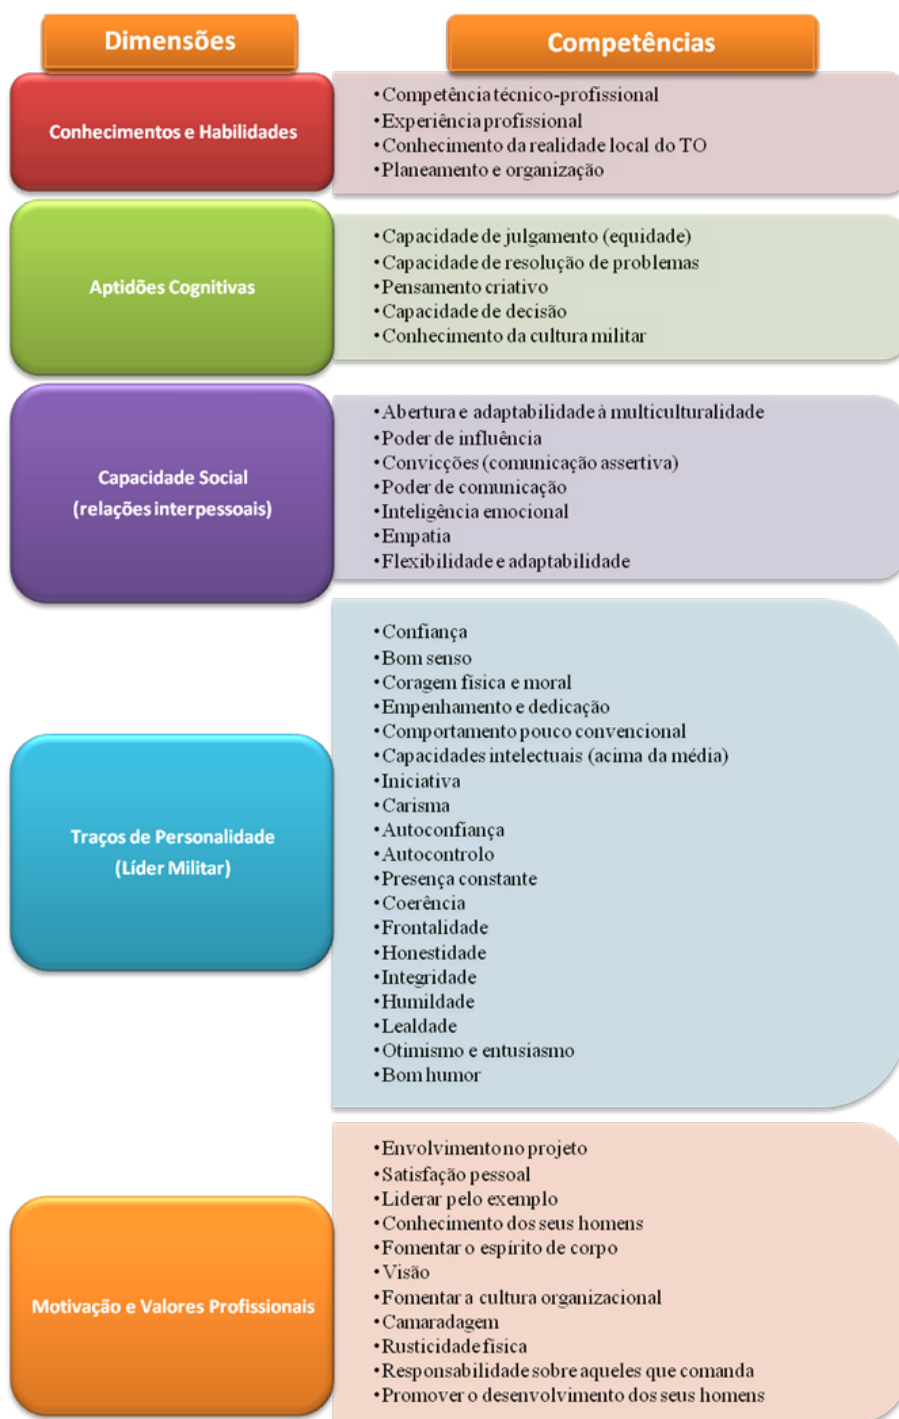 Dimensões
Competências
Conhecimentos e Habilidades
•Competência técnico-profissional
•Experiência profissional
•Conhecimento da realidade local do TO
•Planeamento e organização
Aptidões Cognitivas
•Capacidade de julgamento (equidade)
•Capacidade de resolução de problemas
•Pensamento criativo
•Capacidade de decisão
•Conhecimento da cultura militar
Capacidade Social
(relações interpessoais)
•Abertura e adaptabilidade à multiculturalidade
•Poder de influência
•Convicções (comunicação assertiva)
•Poder de comunicação
•Inteligência emocional
•Empatia
•Flexibilidade e adaptabilidade
Traços de Personalidade
(Líder Militar)
•Confiança
•Bom senso
•Coragem física e moral
•Empenhamento e dedicação
•Comportamento pouco convencional
•Capacidades intelectuais (acima da média)
•Iniciativa
•Carisma
•Autoconfiança
•Autocontrolo
•Presença constante
•Coerência
•Frontalidade
•Honestidade
•Integridade
•Humildade
•Lealdade
•Otimismo e entusiasmo
•Bom humor
Motivação e Valores Profissionais
•Envolvimento no projeto
•Satisfação pessoal
•Liderar pelo exemplo
•Conhecimento dos seus homens
•Fomentar o espírito de corpo
•Visão
•Fomentar a cultura organizacional
•Camaradagem
•Rusticidade física
•Responsabilidade sobre aqueles que comanda
•Promover o desenvolvimento dos seus homens